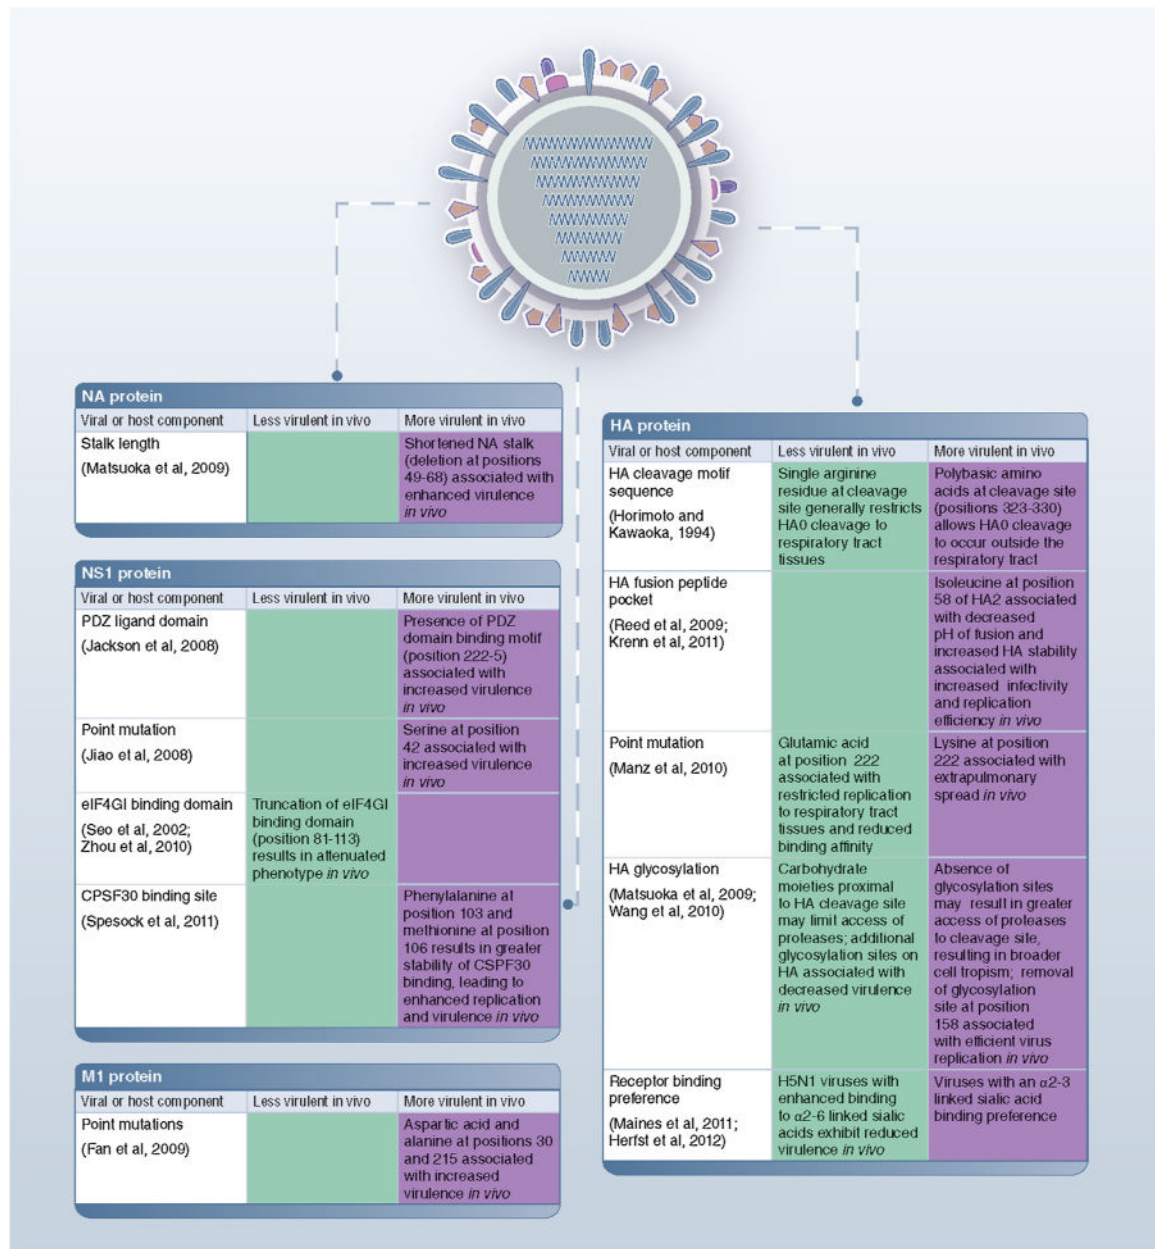 NA protein
Viral or host component Less virulent in vivo More virulent in vivo
Stalk length
(Matsuoka et al, 2009)
Shortened NA stalk
(deletion at positions
49-68) associated with
enhanced virulence
in vivo
NS1 protein
Viral or host component Less virulent in vivo More virulent in vivo
PDZ ligand domain
(Jackson et al, 2008)
Presence of PDZ
domain binding motif
(position 222-5)
associated with
increased virulence
in vivo
Point mutation
(Jiao et al, 2008)
Serine at position
42 associated with
increased virulence
in vivo
eIF4GI binding domain
(Seo et al, 2002;
Zhou et al, 2010)
Truncation of eIF4GI
binding domain
(position 81-113)
results in attenuated
phenotype in vivo
CPSF30 binding site
(Spesock et al, 2011)
Phenylalanine at
position 103 and
methionine at position
106 results in greater
stability of CSPF30
binding, leading to
enhanced replication
and virulence in vivo
M1 protein
Viral or host component Less virulent in vivo More virulent in vivo
Point mutations
(Fan et al, 2009)
Aspartic acid and
alanine at positions 30
and 215 associated
with increased
virulence in vivo
HA protein
Viral or host component Less virulent in vivo More virulent in vivo
HA cleavage motif
sequence
(Horimoto and
Kawaoka, 1994)
Single arginine
residue at cleavage
site generally restricts
HA0 cleavage to
respiratory tract
tissues
Polybasic amino
acids at cleavage site
(positions 323-330)
allows HA0 cleavage
to occur outside the
respiratory tract
HA fusion peptide
pocket
(Reed et al, 2009;
Krenn et al, 2011)
Isoleucine at position
58 of HA2 associated
with decreased
pH of fusion and
increased HA stability
associated with
increased infectivity
and replication
efficiency in vivo
Point mutation
(Manz et al, 2010)
Glutamic acid
at position 222
associated with
restricted replication
to respiratory tract
tissues and reduced
binding affinity
Lysine at position
222 associated with
extrapulmonary
spread in vivo
HA glycosylation
(Matsuoka et al, 2009;
Wang et al, 2010)
Carbohydrate
moieties proximal
to HA cleavage site
may limit access of
proteases; additional
glycosylation sites on
HA associated with
decreased virulence
in vivo
Absence of
glycosylation sites
may result in greater
access of proteases
to cleavage site,
resulting in broader
cell tropism; removal
of glycosylation
site at position
158 associated
with efficient virus
replication in vivo
Receptor binding
preference
(Maines et al, 2011;
Herfst et al, 2012)
H5N1 viruses with
enhanced binding
to α2-6 linked sialic
acids exhibit reduced
virulence in vivo
Viruses with an α2-3
linked sialic acid
binding preference